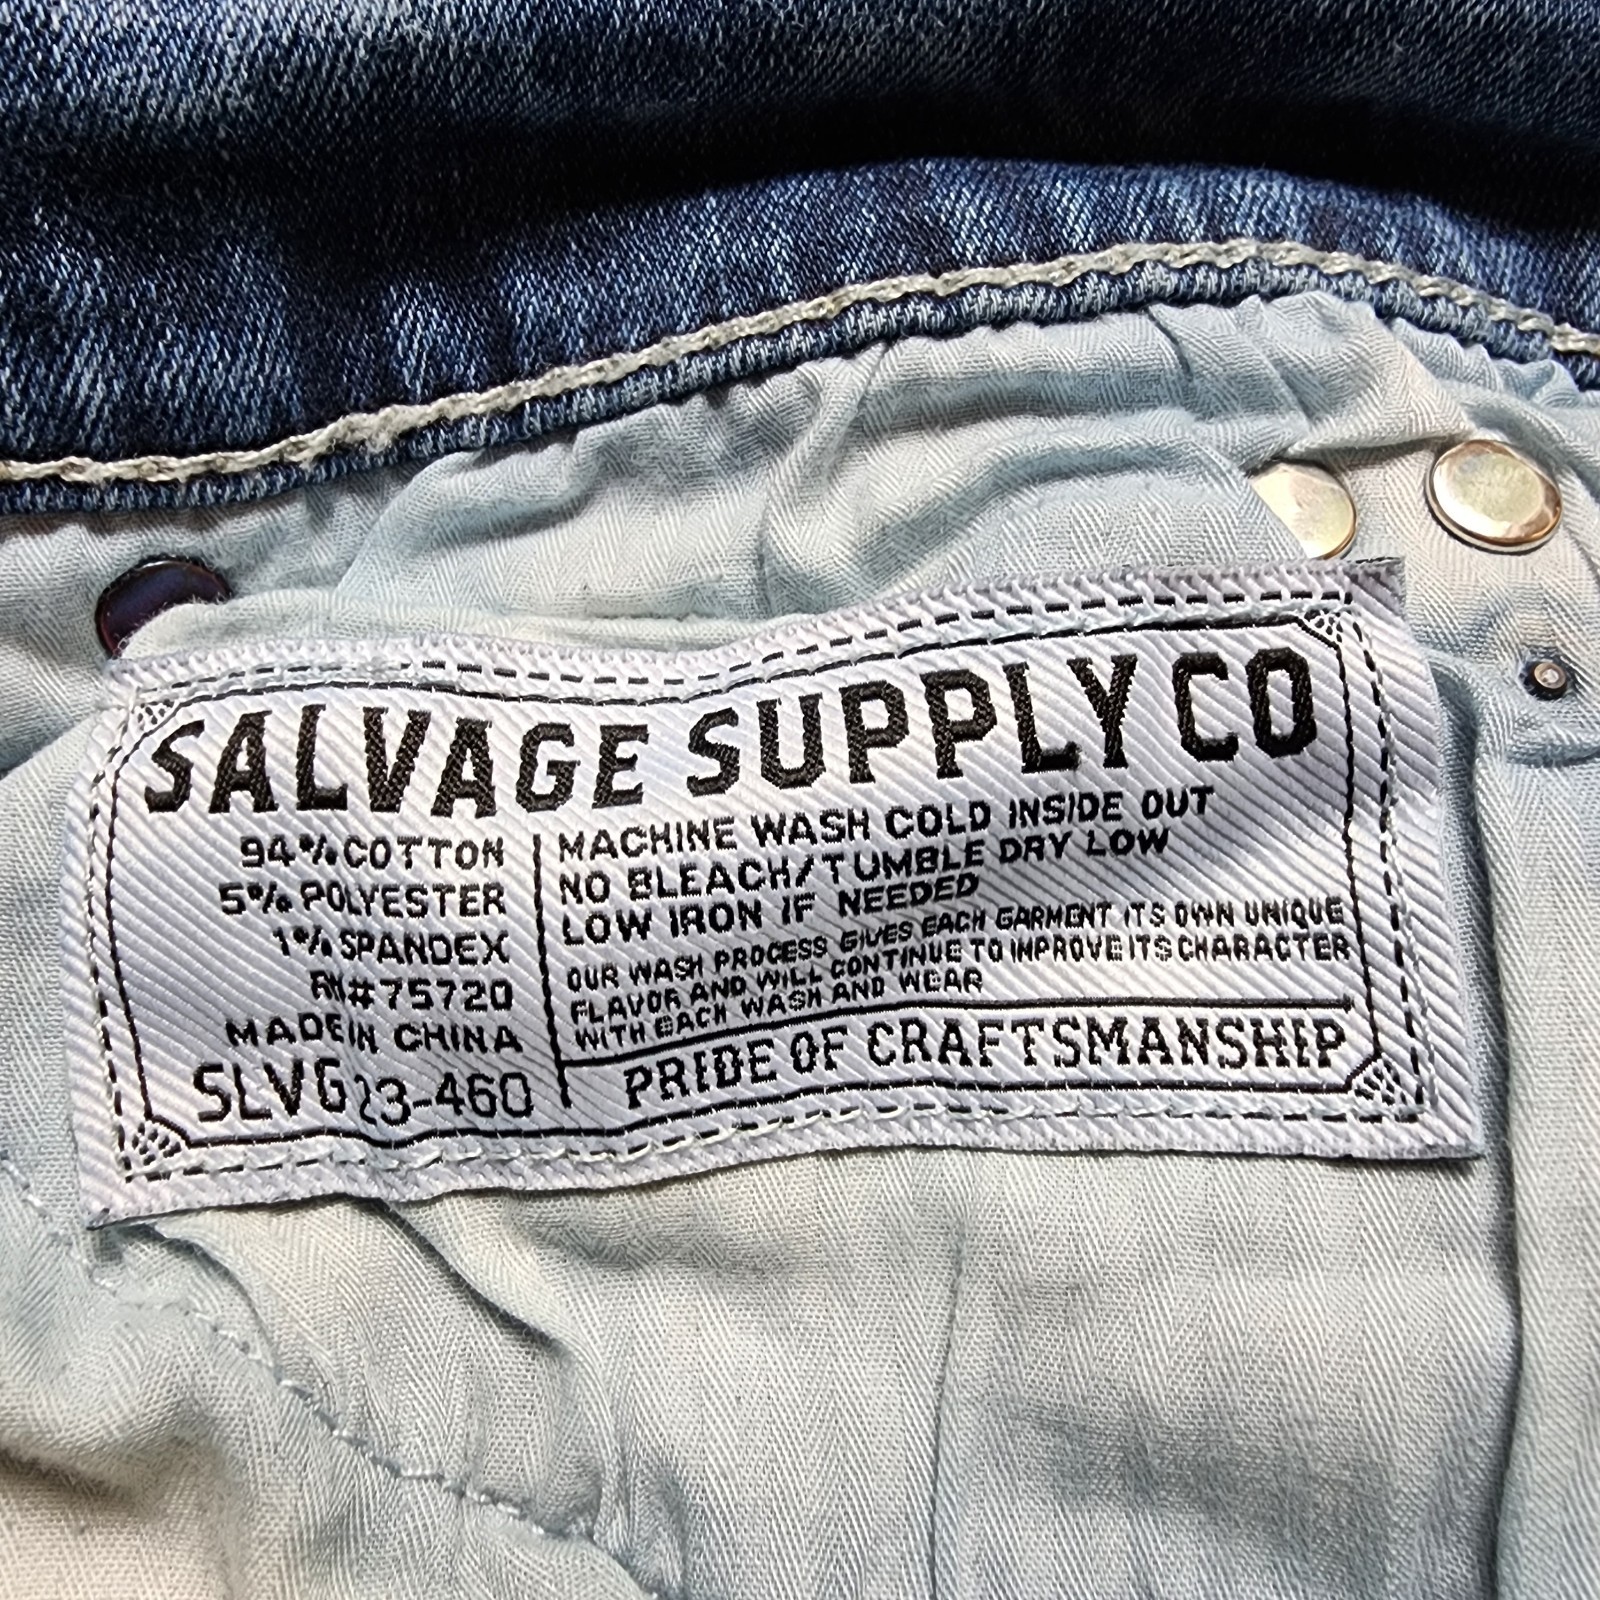 SALVAGE SUPPLY CO
94% COTTON
5% POLYESTER
1% SPANDEX
RN#75720
MADE IN CHINA
SLVG23-460
MACHINE WASH COLD INSIDE OUT
NO BLEACH/TUMBLE DRY LOW
LOW IRON IF NEEDED
OUR WASH PROCESS GIVES EACH GARMENT ITS OWN UNIQUE
FLAVOR AND WILL CONTINUE TO IMPROVE ITS CHARACTER
WITH EACH WASH AND WEAR
PRIDE OF CRAFTSMANSHIP